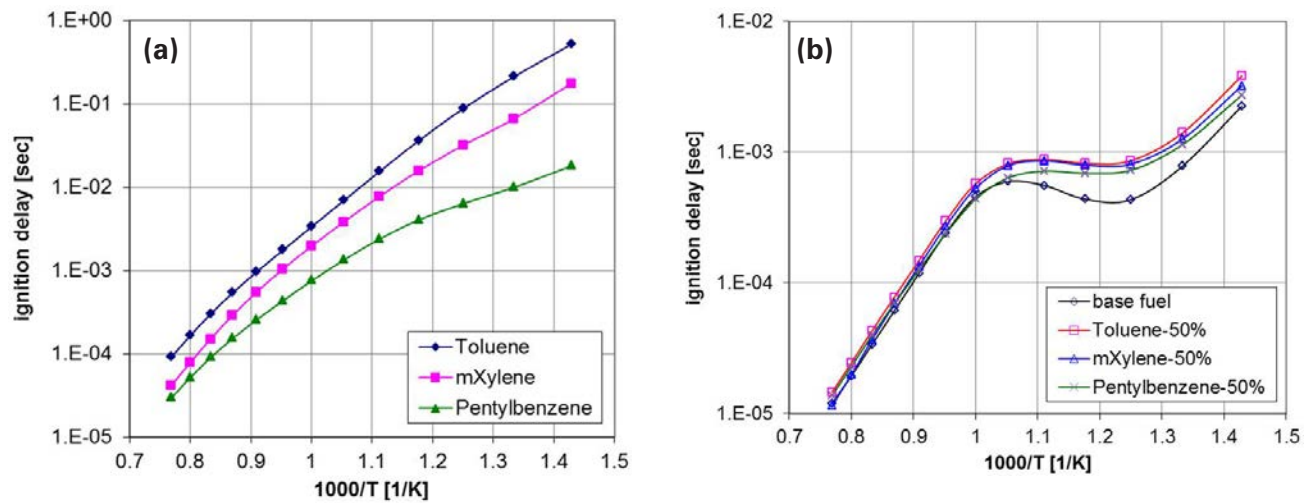 (a)
ignition delay [sec]
1.E+00
1.E-01
1.E-02
1.E-03
1.E-04
1.E-05
0.7 0.8 0.9 1 1.1 1.2 1.3 1.4 1.5
1000/T [1/K]
Toluene
mXylene
Pentylbenzene
(b)
ignition delay [sec]
1.E-02
1.E-03
1.E-04
1.E-05
0.7 0.8 0.9 1 1.1 1.2 1.3 1.4 1.5
1000/T [1/K]
base fuel
Toluene-50%
mXylene-50%
Pentylbenzene-50%